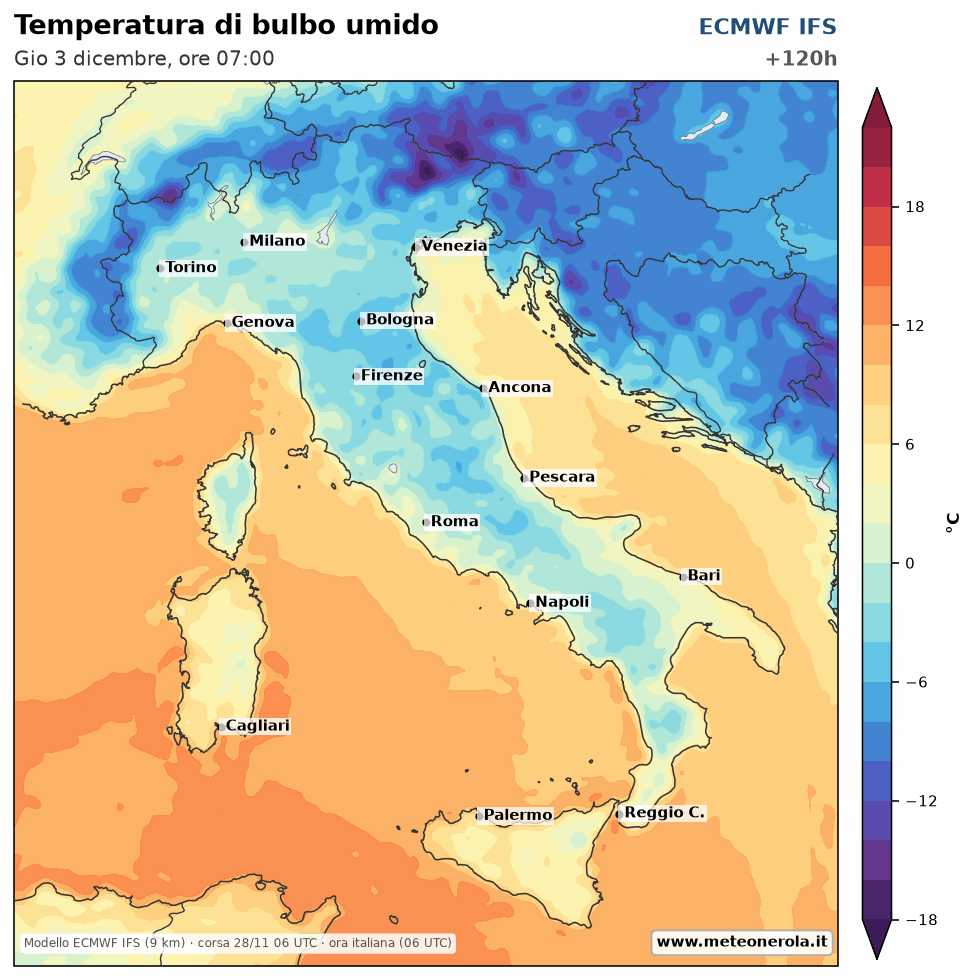 Temperatura di bulbo umido
ECMWF IFS
Gio 3 dicembre, ore 07:00
+120h
Milano
Venezia
Torino
Genova
Bologna
Firenze
Ancona
Pescara
Roma
Bari
Napoli
Cagliari
Palermo
Reggio C.
18
12
6
0
−6
−12
−18
°C
Modello ECMWF IFS (9 km) · corsa 28/11 06 UTC · ora italiana (06 UTC)
www.meteonerola.it